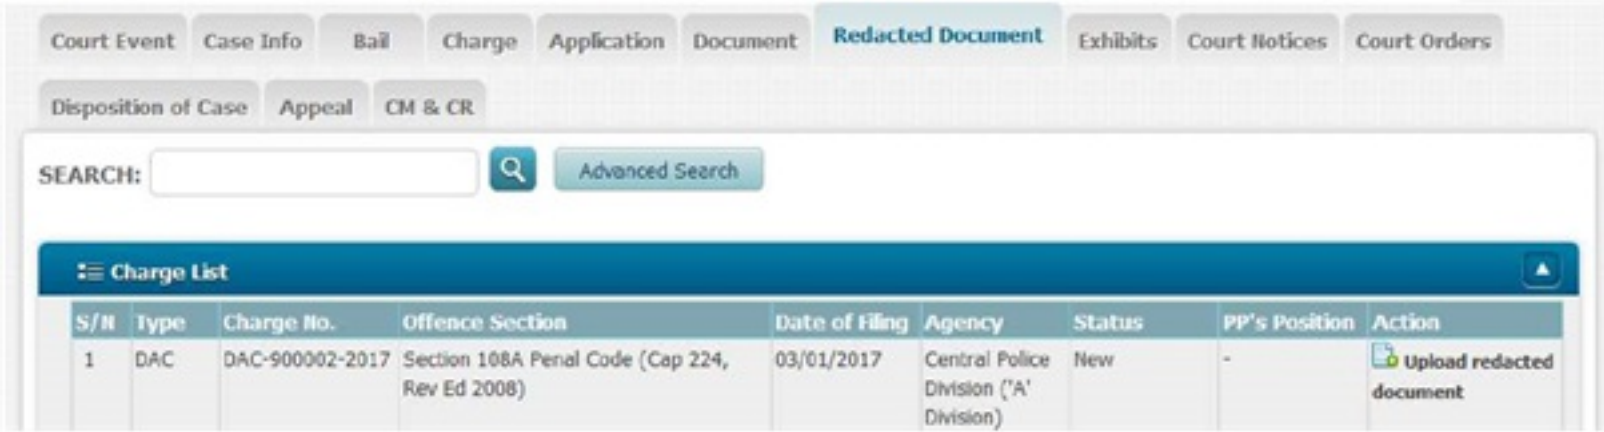 Court Event Case Info Bail Charge Application Document Redacted Document Exhibits Court Notices Court Orders
Disposition of Case Appeal CM & CR
SEARCH: Advanced Search
Charge List
S/N Type Charge No. Offence Section Date of Filing Agency Status PP's Position Action
1 DAC DAC-900002-2017 Section 108A Penal Code (Cap 224, 03/01/2017 Central Police New - Upload redacted
Rev Ed 2008) Division ('A' document
Division)